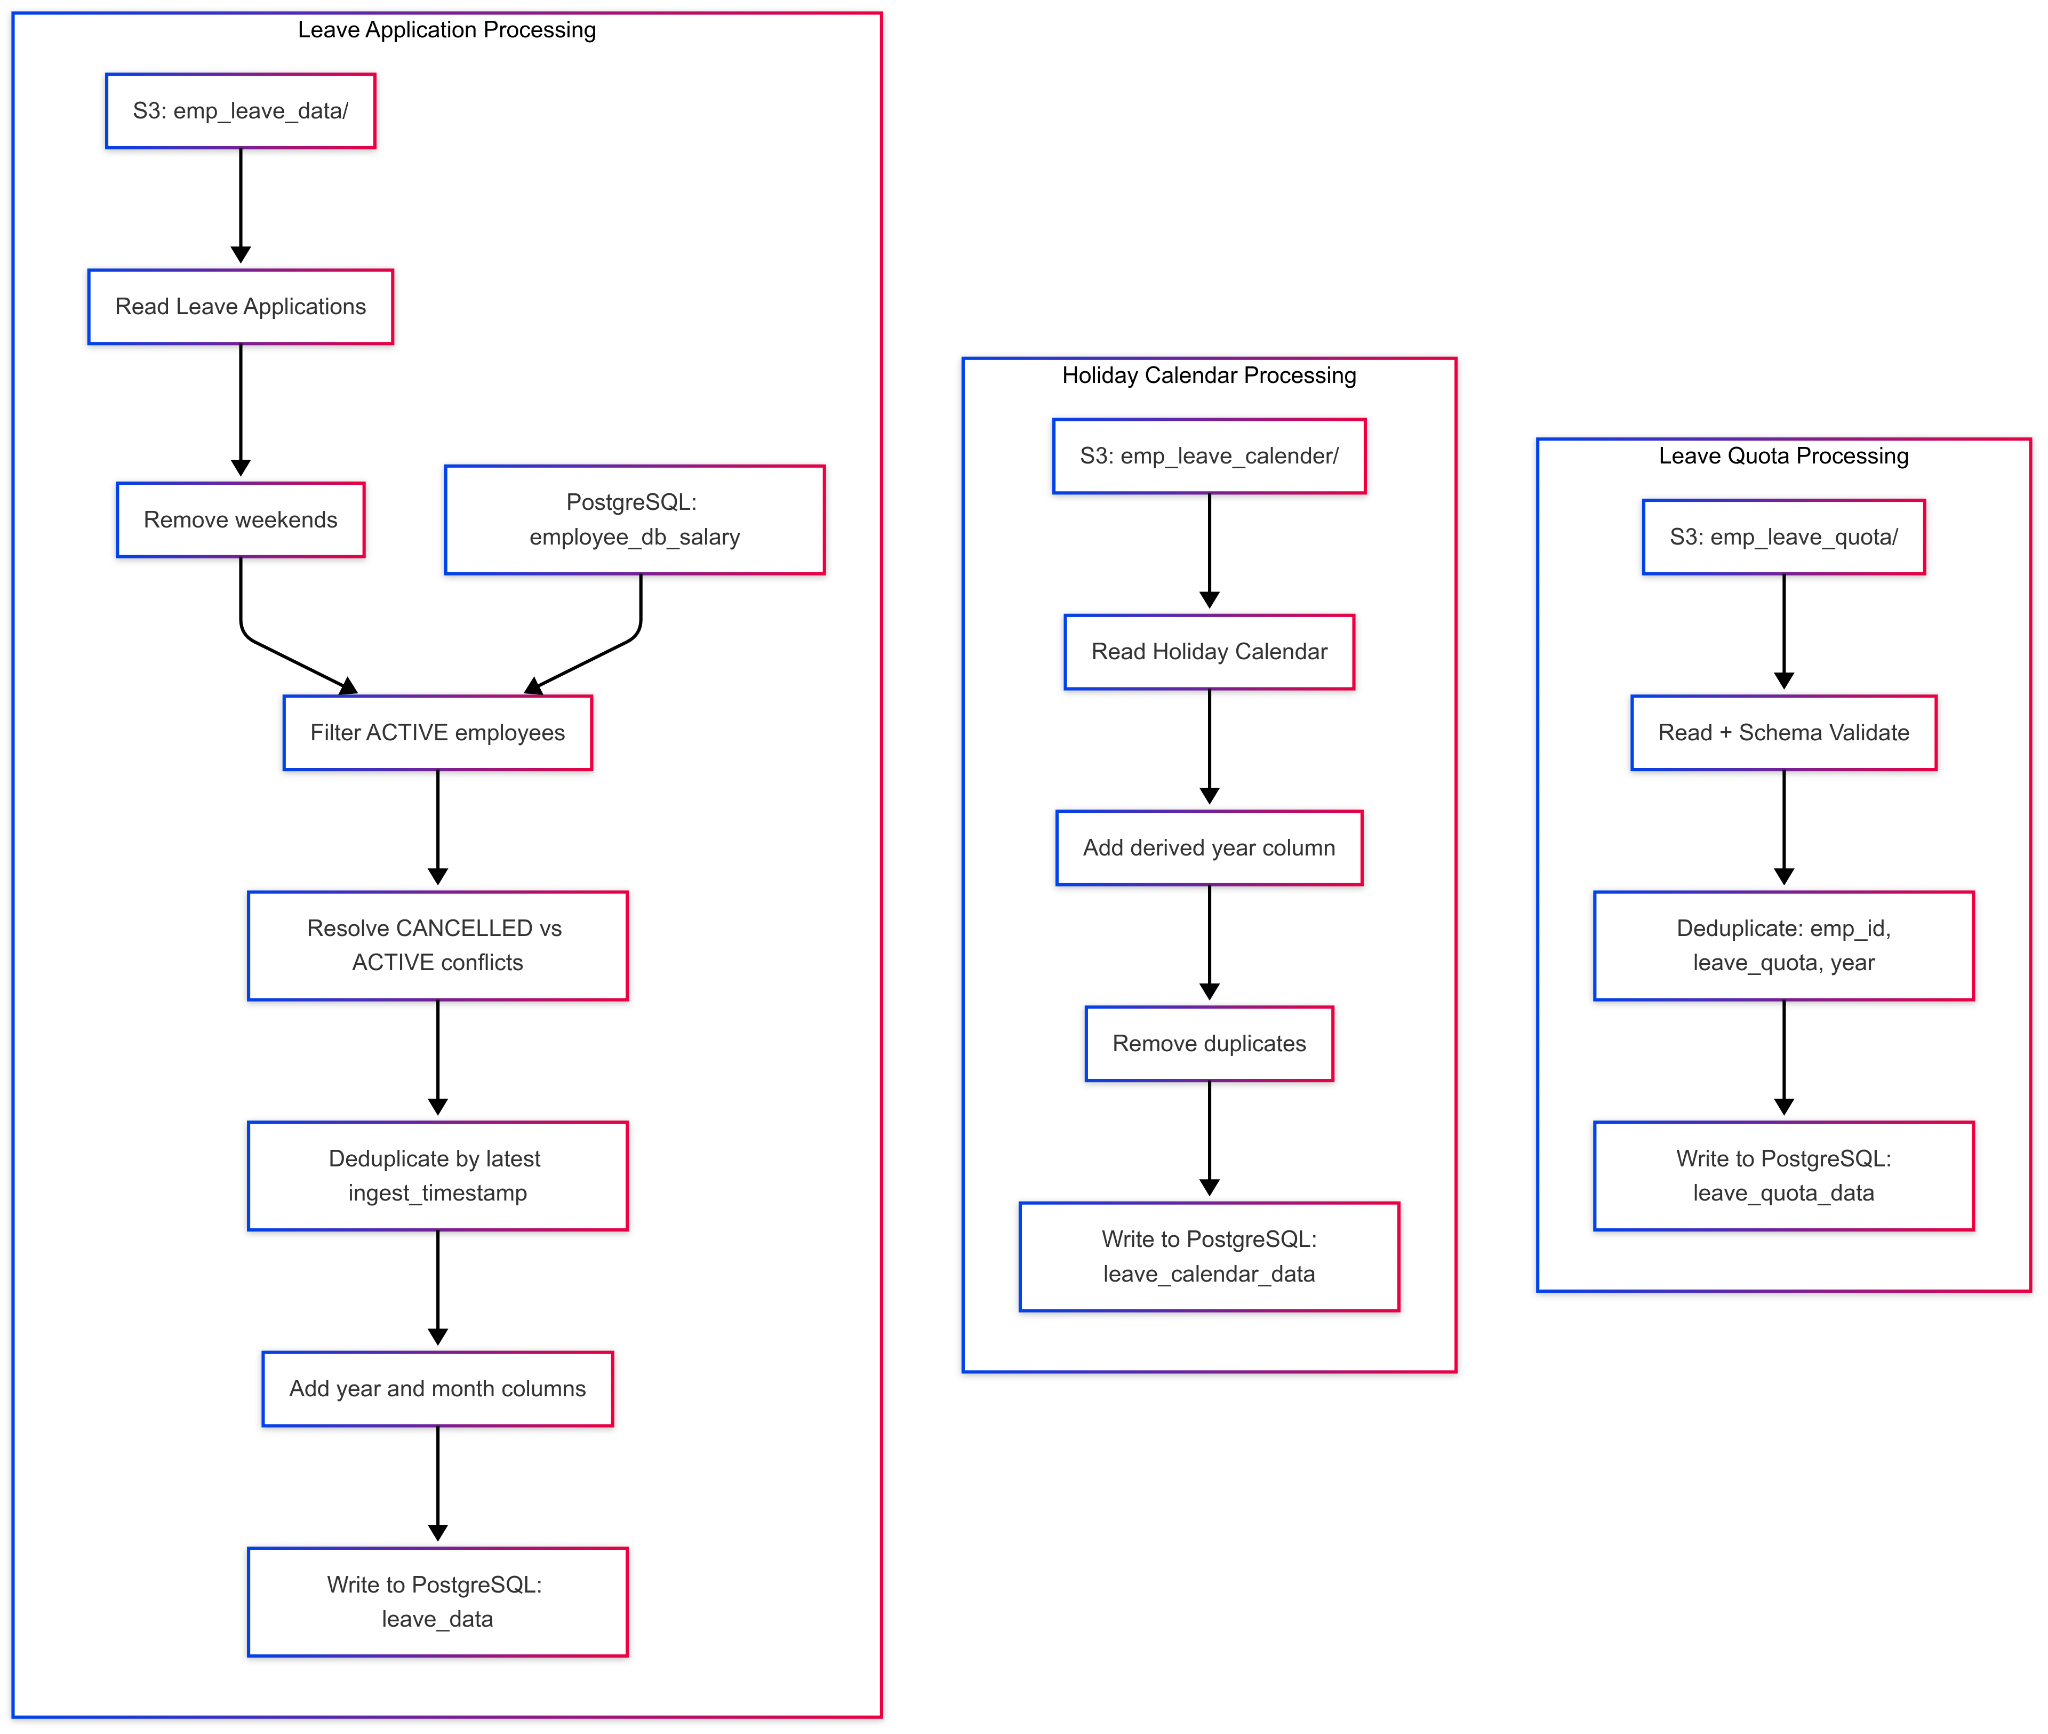 Leave Application Processing
S3: emp_leave_data/
Read Leave Applications
Remove weekends
PostgreSQL:
employee_db_salary
Filter ACTIVE employees
Resolve CANCELLED vs
ACTIVE conflicts
Deduplicate by latest
ingest_timestamp
Add year and month columns
Write to PostgreSQL:
leave_data
Holiday Calendar Processing
S3: emp_leave_calender/
Read Holiday Calendar
Add derived year column
Remove duplicates
Write to PostgreSQL:
leave_calendar_data
Leave Quota Processing
S3: emp_leave_quota/
Read + Schema Validate
Deduplicate: emp_id,
leave_quota, year
Write to PostgreSQL:
leave_quota_data